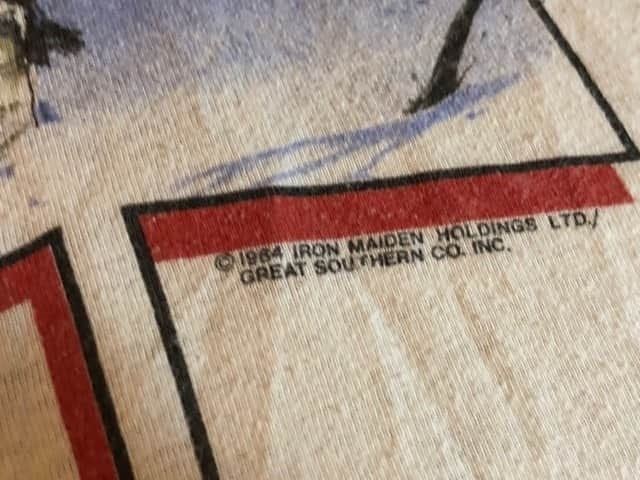 © 1984 IRON MAIDEN HOLDINGS LTD./
GREAT SOUTHERN CO. INC.